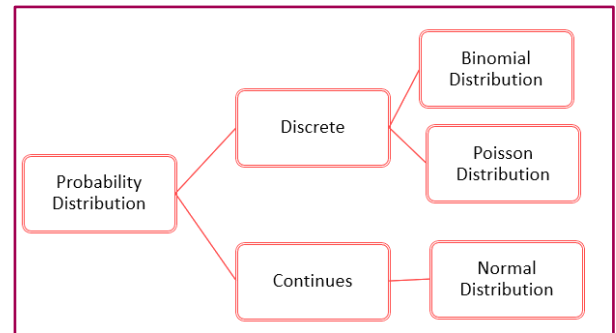 Probability
Distribution
Discrete
Binomial
Distribution
Poisson
Distribution
Continues
Normal
Distribution